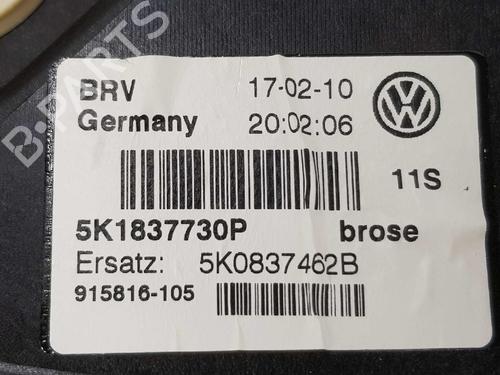 BRV 17-02-10
Germany 20:02:06
11S
5K1837730P brose
Ersatz: 5K0837462B
915816-105
B-PARTS